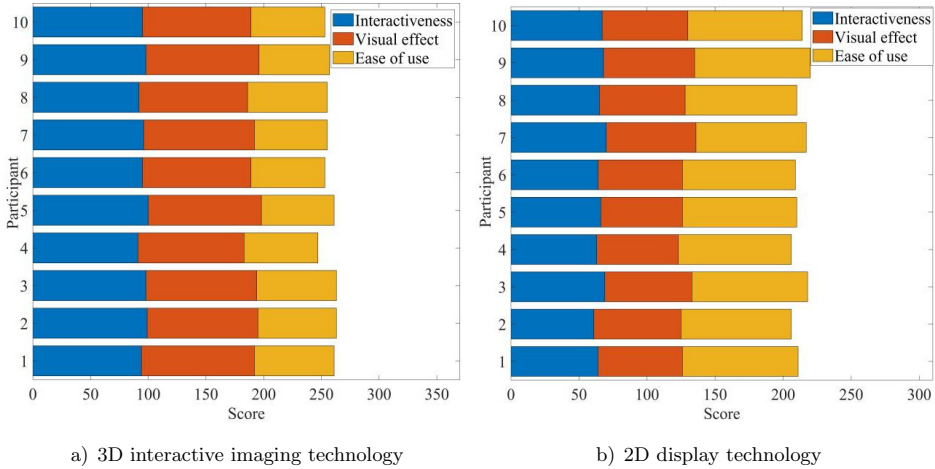 10
9
8
7
6
5
4
3
2
1
Participant
0 50 100 150 200 250 300 350
Score
Interactiveness
Visual effect
Ease of use
a) 3D interactive imaging technology
10
9
8
7
6
5
4
3
2
1
Participant
0 50 100 150 200 250 300
Score
Interactiveness
Visual effect
Ease of use
b) 2D display technology